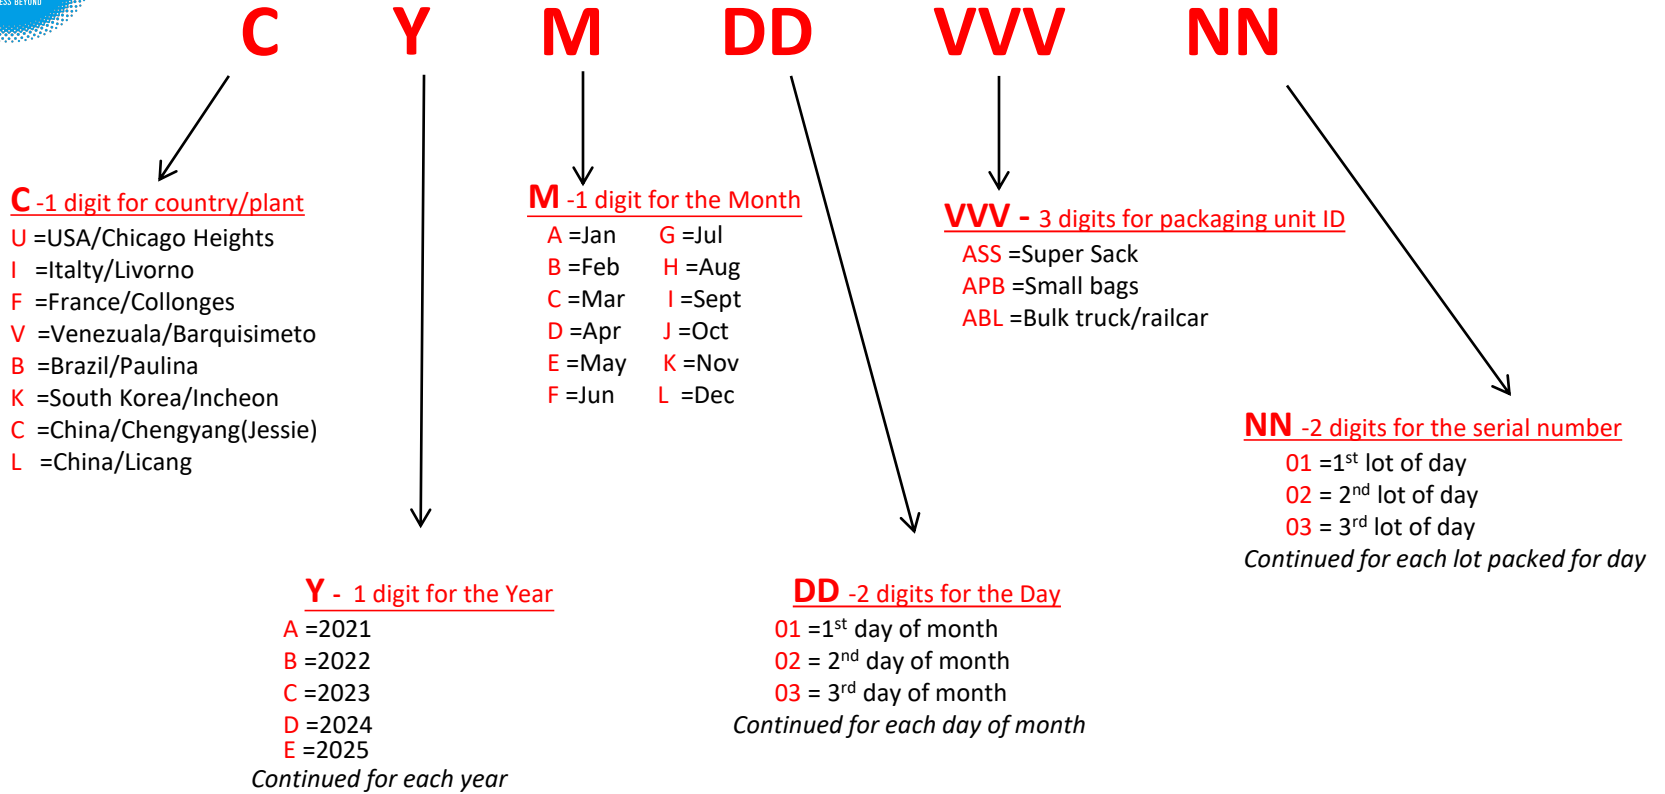 ESS BEYOND
C Y M DD VVV NN
C -1 digit for country/plant
U =USA/Chicago Heights
I =Italty/Livorno
F =France/Collonges
V =Venezuala/Barquisimeto
B =Brazil/Paulina
K =South Korea/Incheon
C =China/Chengyang(Jessie)
L =China/Licang
Y - 1 digit for the Year
A =2021
B =2022
C =2023
D =2024
E =2025
Continued for each year
M -1 digit for the Month
A =Jan G =Jul
B =Feb H =Aug
C =Mar I =Sept
D =Apr J =Oct
E =May K =Nov
F =Jun L =Dec
DD -2 digits for the Day
01 =1st day of month
02 = 2nd day of month
03 = 3rd day of month
Continued for each day of month
VVV - 3 digits for packaging unit ID
ASS =Super Sack
APB =Small bags
ABL =Bulk truck/railcar
NN -2 digits for the serial number
01 =1st lot of day
02 = 2nd lot of day
03 = 3rd lot of day
Continued for each lot packed for day